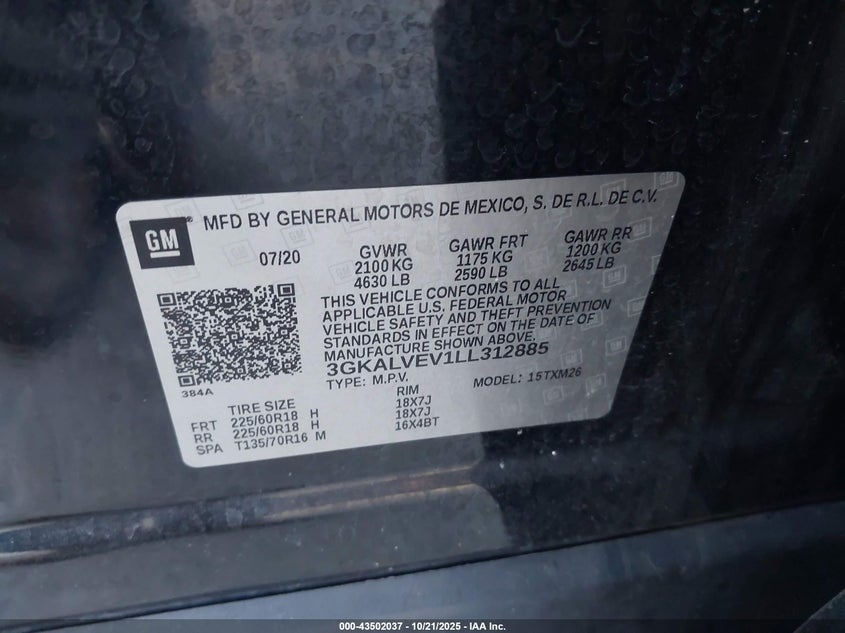 GM
MFD BY GENERAL MOTORS DE MEXICO, S. DE R.L. DE C.V.
07/20 GVWR GAWR FRT GAWR RR
2100 KG 1175 KG 1200 KG
4630 LB 2590 LB 2645 LB
THIS VEHICLE CONFORMS TO ALL
APPLICABLE U.S. FEDERAL MOTOR
VEHICLE SAFETY AND THEFT PREVENTION
STANDARDS IN EFFECT ON THE DATE OF
MANUFACTURE SHOWN ABOVE.
3GKALVEV1LL312885
TYPE: M.P.V. MODEL: 15TXM26
384A
TIRE SIZE RIM
FRT 225/60R18 H 18X7J
RR 225/60R18 H 18X7J
SPA T135/70R16 M 16X4BT
000-43502037 - 10/21/2025 - IAA Inc.